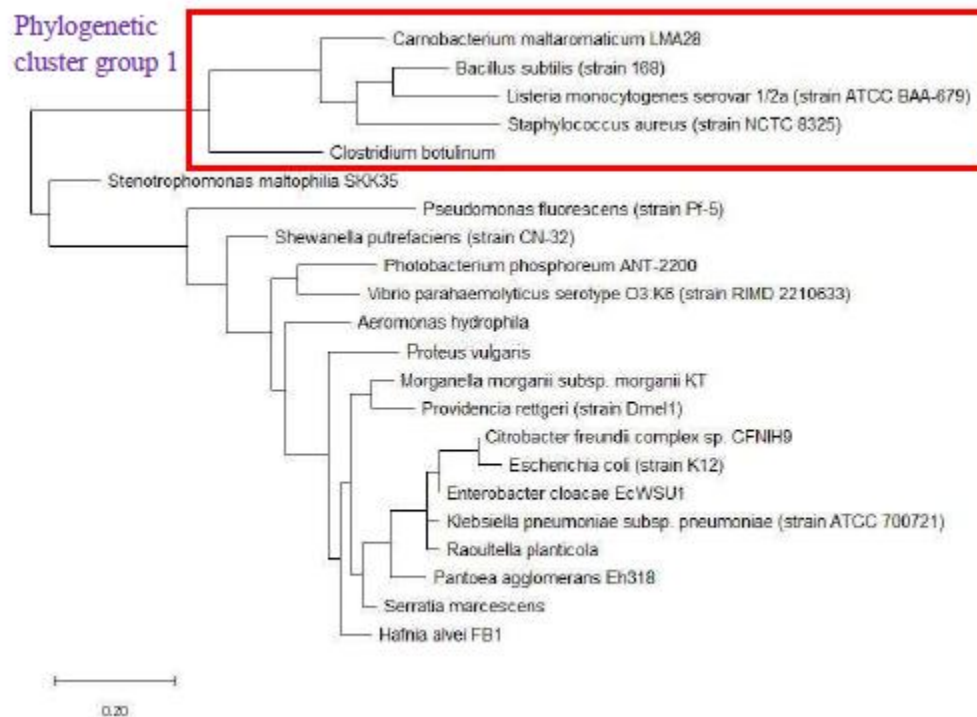 Phylogenetic
cluster group 1
Carnobacterium maltaromaticum LMA28
Bacillus subtilis (strain 168)
Listeria monocytogenes serovar 1/2a (strain ATCC BAA-679)
Staphylococcus aureus (strain NCTC 8325)
Clostridium botulinum
Stenotrophomonas maltophilia SKK35
Pseudomonas fluorescens (strain Pf-5)
Shewanella putrefaciens (strain CN-32)
Photobacterium phosphoreum ANT-2200
Vibrio parahaemolyticus serotype O3:K6 (strain RIMD 2210633)
Aeromonas hydrophila
Proteus vulgaris
Morganella morganii subsp. morganii KT
Providencia rettgeri (strain Dmel1)
Citrobacter freundii complex sp. CFNIH9
Escherichia coli (strain K12)
Enterobacter cloacae EcWSU1
Klebsiella pneumoniae subsp. pneumoniae (strain ATCC 700721)
Raoultella planticola
Pantoea agglomerans Eh318
Serratia marcescens
Hafnia alvei FB1
0.20